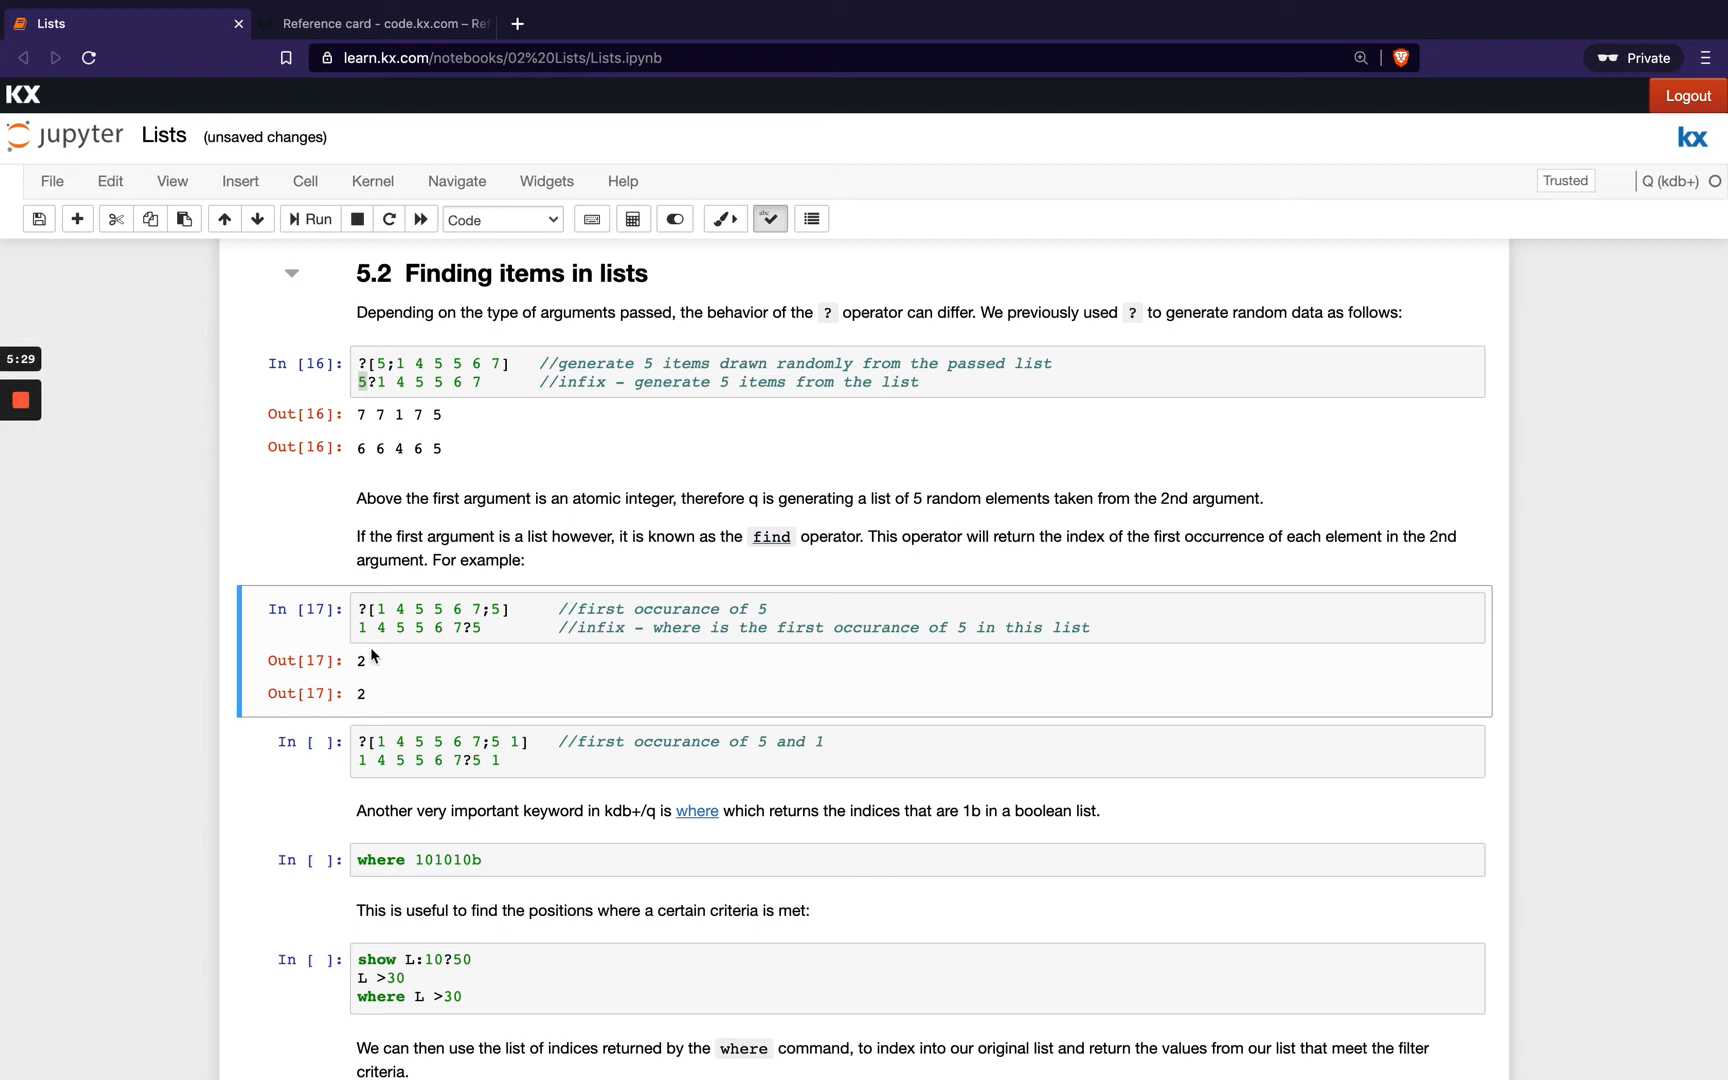 Lists
Reference card - code.kx.com – Re
learn.kx.com/notebooks/02%20Lists/Lists.ipynb
Private
KX
Logout
jupyter Lists (unsaved changes)
kx
File Edit View Insert Cell Kernel Navigate Widgets Help
Trusted
Q (kdb+)
Run
Code
abc
5.2 Finding items in lists
Depending on the type of arguments passed, the behavior of the ? operator can differ. We previously used ? to generate random data as follows:
5:29
In [16]: ?[5;1 4 5 5 6 7] //generate 5 items drawn randomly from the passed list
5?1 4 5 5 6 7 //infix - generate 5 items from the list
Out[16]: 7 7 1 7 5
Out[16]: 6 6 4 6 5
Above the first argument is an atomic integer, therefore q is generating a list of 5 random elements taken from the 2nd argument.
If the first argument is a list however, it is known as the find operator. This operator will return the index of the first occurrence of each element in the 2nd
argument. For example:
In [17]: ?[1 4 5 5 6 7;5] //first occurance of 5
1 4 5 5 6 7?5 //infix - where is the first occurance of 5 in this list
Out[17]: 2
Out[17]: 2
In [ ]: ?[1 4 5 5 6 7;5 1] //first occurance of 5 and 1
1 4 5 5 6 7?5 1
Another very important keyword in kdb+/q is where which returns the indices that are 1b in a boolean list.
In [ ]: where 101010b
This is useful to find the positions where a certain criteria is met:
In [ ]: show L:10?50
L >30
where L >30
We can then use the list of indices returned by the where command, to index into our original list and return the values from our list that meet the filter
criteria.